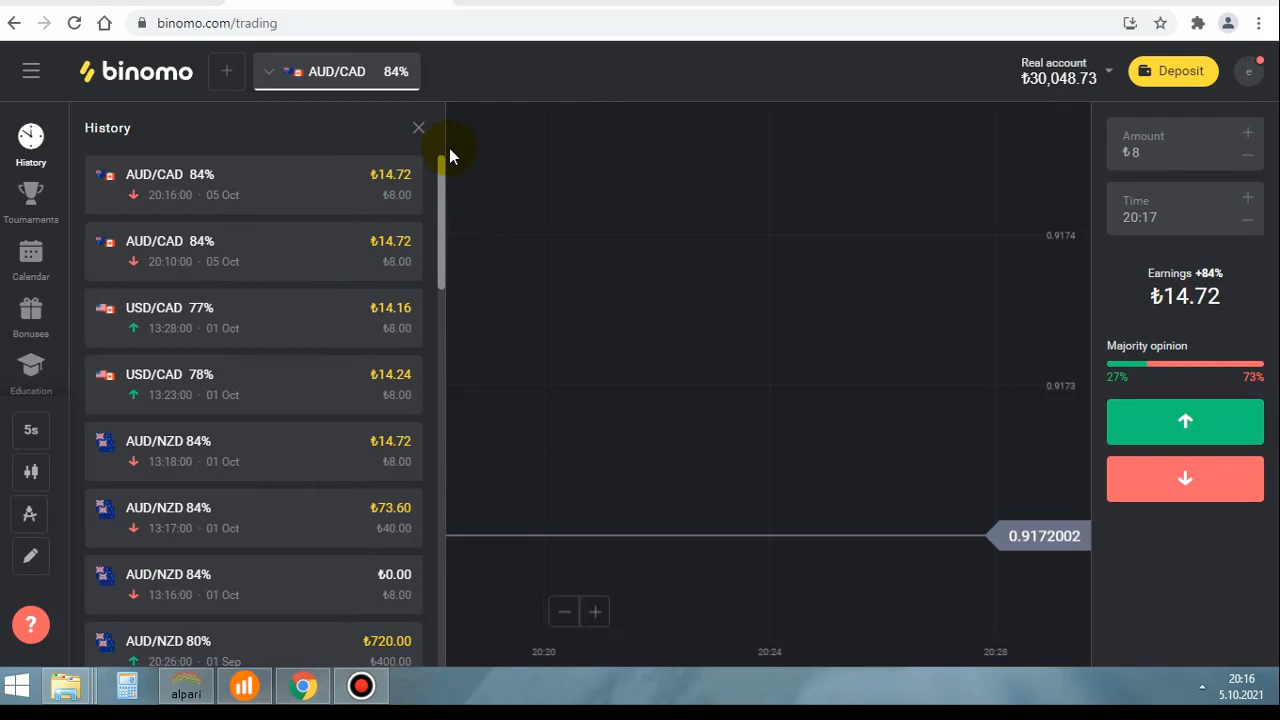 binomo.com/trading
binomo
AUD/CAD 84%
Real account
₺30,048.73
Deposit
e
History
Tournaments
Calendar
Bonuses
Education
5s
?
History
AUD/CAD 84% ₺14.72
20:16:00 · 05 Oct ₺8.00
AUD/CAD 84% ₺14.72
20:10:00 · 05 Oct ₺8.00
USD/CAD 77% ₺14.16
13:28:00 · 01 Oct ₺8.00
USD/CAD 78% ₺14.24
13:23:00 · 01 Oct ₺8.00
AUD/NZD 84% ₺14.72
13:18:00 · 01 Oct ₺8.00
AUD/NZD 84% ₺73.60
13:17:00 · 01 Oct ₺40.00
AUD/NZD 84% ₺0.00
13:16:00 · 01 Oct ₺8.00
AUD/NZD 80% ₺720.00
20:26:00 · 01 Sep ₺400.00
0.9174
0.9173
0.9172002
20:20 20:24 20:28
Amount
₺8
Time
20:17
Earnings +84%
₺14.72
Majority opinion
27% 73%
alpari
20:16
5.10.2021